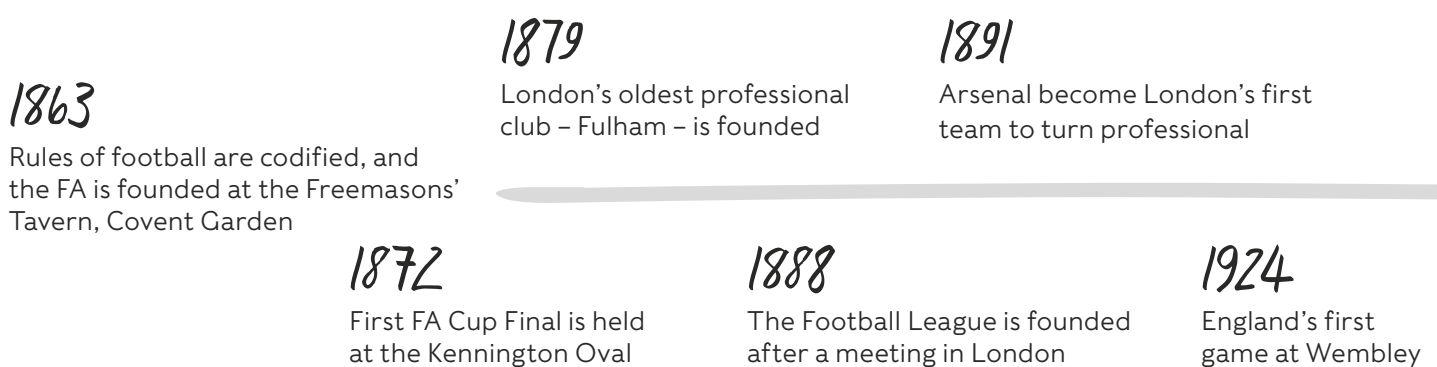 1863
Rules of football are codified, and
the FA is founded at the Freemasons’
Tavern, Covent Garden
1872
First FA Cup Final is held
at the Kennington Oval
1879
London’s oldest professional
club – Fulham – is founded
1888
The Football League is founded
after a meeting in London
1891
Arsenal become London’s first
team to turn professional
1924
England’s first
game at Wembley